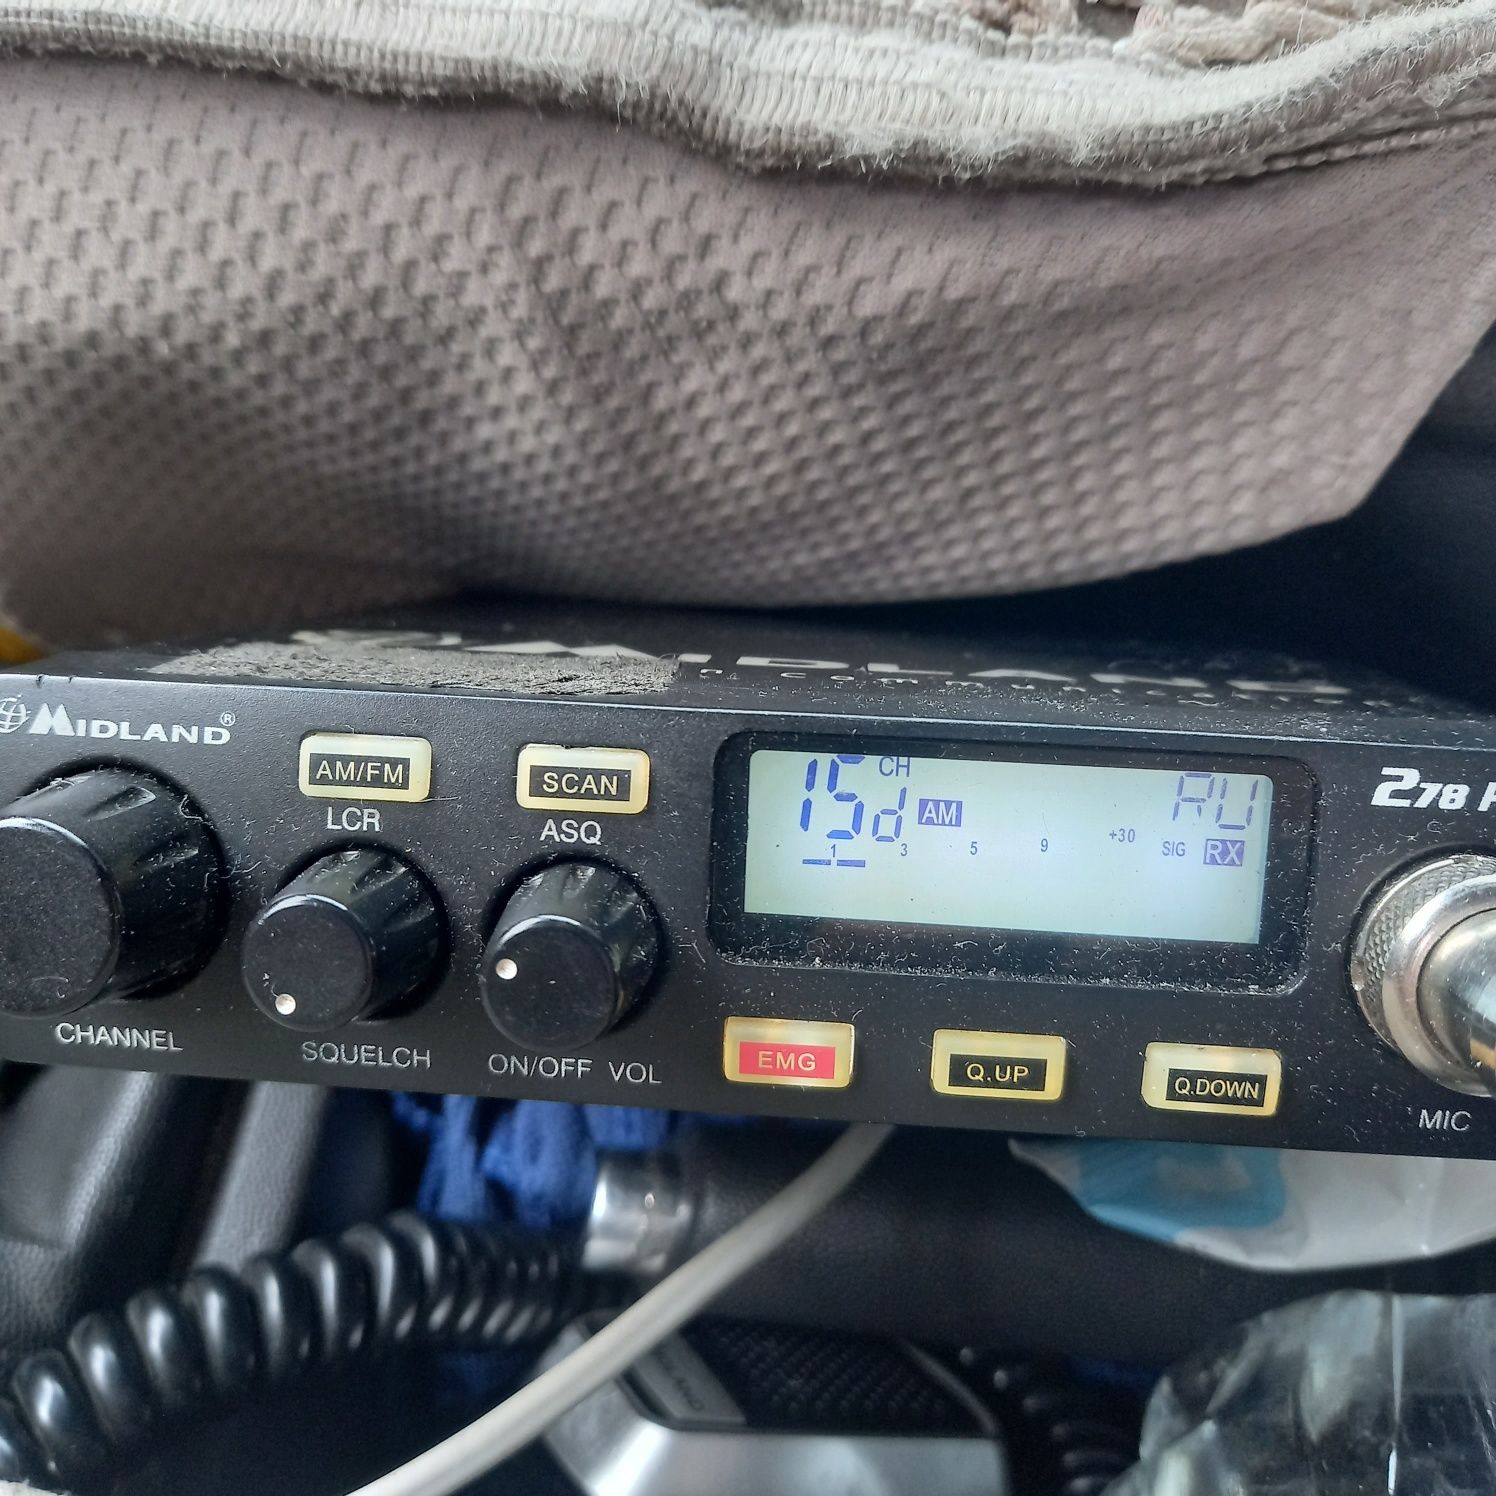 MIDLAND
MIDLAND®
AM/FM
LCR
SCAN
ASQ
15d CH AM RU
1 3 5 9 +30 SIG RX
278
CHANNEL
SQUELCH
ON/OFF VOL
EMG
Q.UP
Q.DOWN
MIC